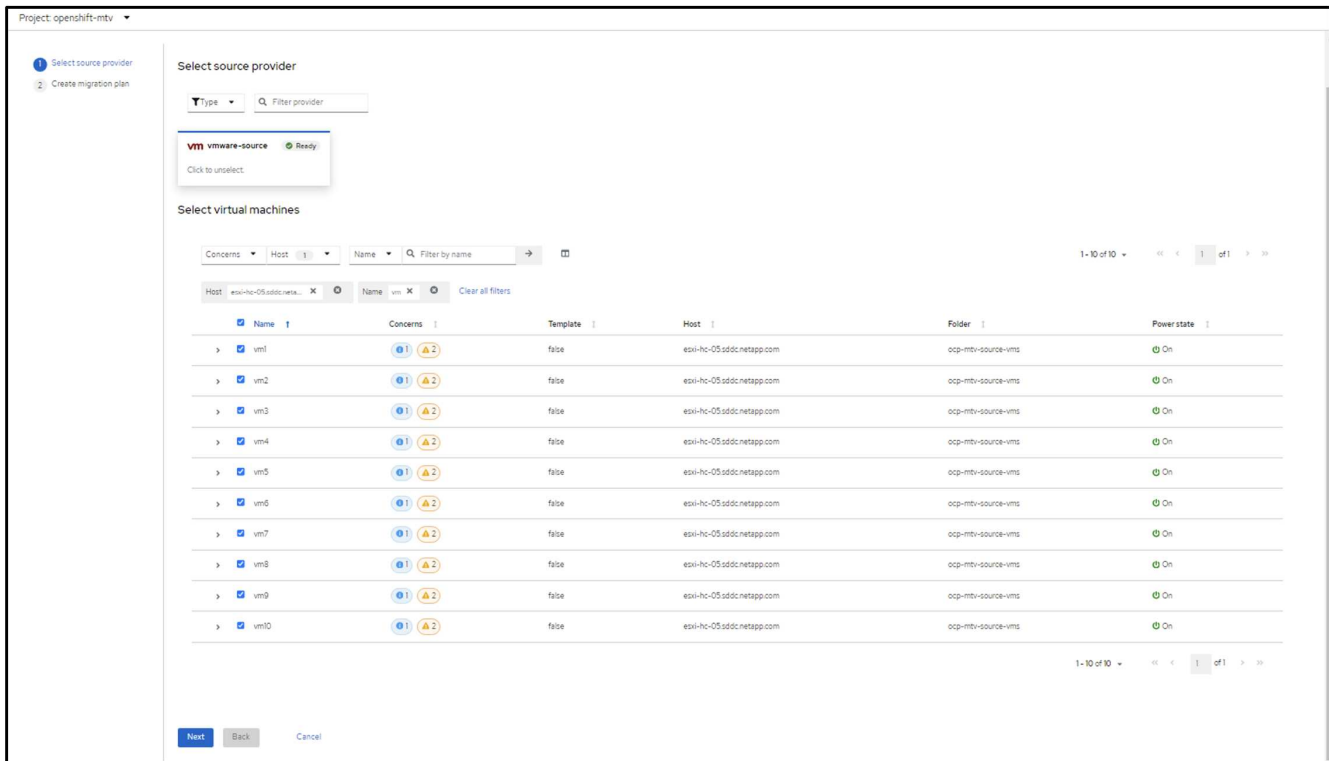 Project: openshift-mtv
1 Select source provider
2 Create migration plan
Select source provider
Type Filter provider
vm vmware-source Ready
Click to unselect.
Select virtual machines
Concerns Host 1 Name Filter by name 1 - 10 of 10 1 of 1
Host esxi-hc-05.sddc.neta... Name vm Clear all filters
Name Concerns Template Host Folder Power state
vm1 1 2 false esxi-hc-05.sddc.netapp.com ocp-mtv-source-vms On
vm2 1 2 false esxi-hc-05.sddc.netapp.com ocp-mtv-source-vms On
vm3 1 2 false esxi-hc-05.sddc.netapp.com ocp-mtv-source-vms On
vm4 1 2 false esxi-hc-05.sddc.netapp.com ocp-mtv-source-vms On
vm5 1 2 false esxi-hc-05.sddc.netapp.com ocp-mtv-source-vms On
vm6 1 2 false esxi-hc-05.sddc.netapp.com ocp-mtv-source-vms On
vm7 1 2 false esxi-hc-05.sddc.netapp.com ocp-mtv-source-vms On
vm8 1 2 false esxi-hc-05.sddc.netapp.com ocp-mtv-source-vms On
vm9 1 2 false esxi-hc-05.sddc.netapp.com ocp-mtv-source-vms On
vm10 1 2 false esxi-hc-05.sddc.netapp.com ocp-mtv-source-vms On
1 - 10 of 10 1 of 1
Next Back Cancel